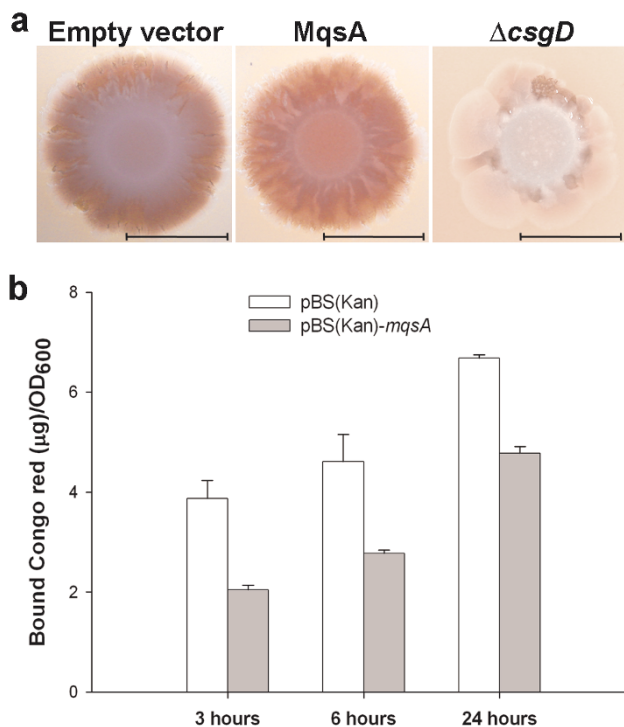 a
Empty vector MqsA ΔcsgD
b
8
6
4
2
0
Bound Congo red (µg)/OD600
pBS(Kan)
pBS(Kan)-mqsA
3 hours 6 hours 24 hours